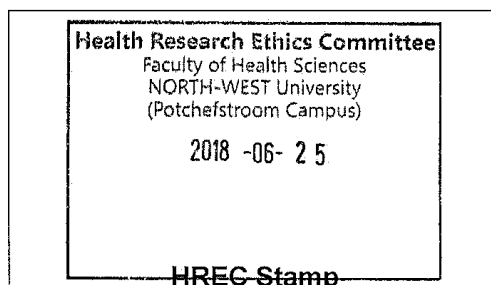 Health Research Ethics Committee
Faculty of Health Sciences
NORTH-WEST University
(Potchefstroom Campus)
2018 -06- 25
HREC Stamp